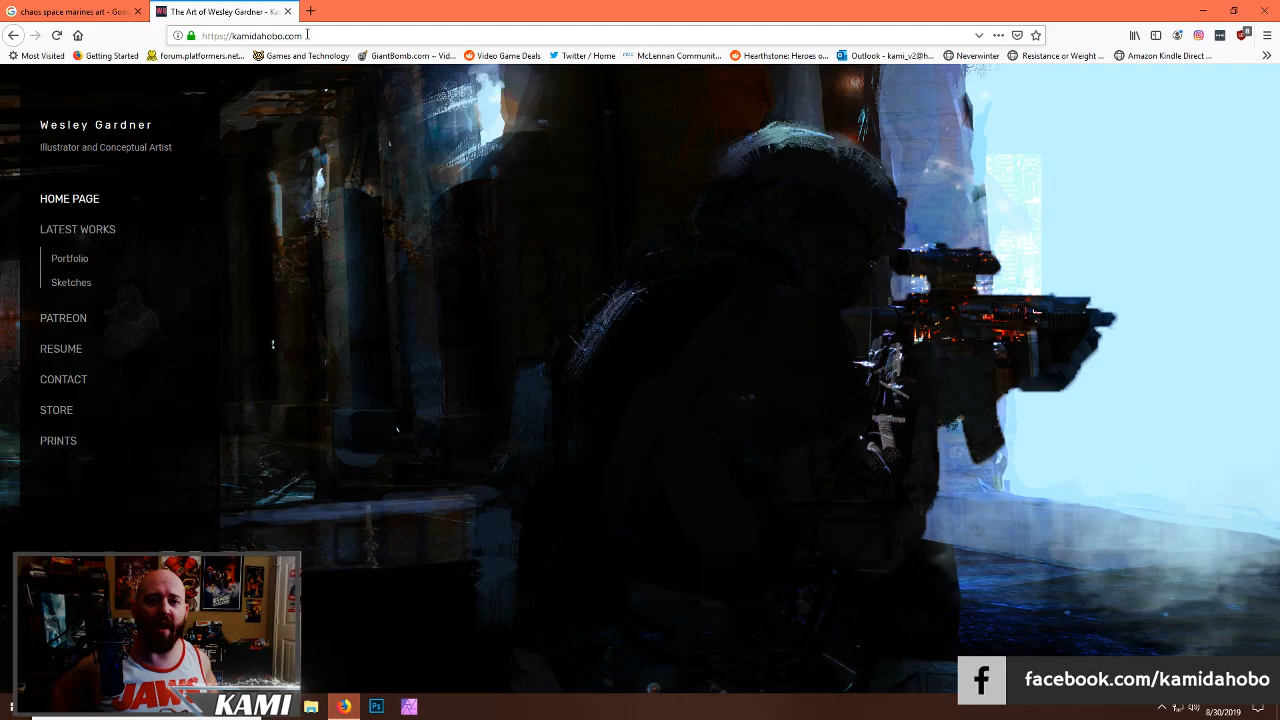 chaos space marines art - Goog
The Art of Wesley Gardner - Ka
https://kamidahobo.com
Most Visited
Getting Started
forum.platformers.net...
Games and Technology
GiantBomb.com - Vid...
Video Game Deals
Twitter / Home
McLennan Communit...
Hearthstone: Heroes o...
Outlook - kami_v2@h...
Neverwinter
Resistance or Weight ...
Amazon Kindle Direct ...
Wesley Gardner
Illustrator and Conceptual Artist
HOME PAGE
LATEST WORKS
Portfolio
Sketches
PATREON
RESUME
CONTACT
STORE
PRINTS
JAWS
KAMI
f facebook.com/kamidahobo
8/30/2019